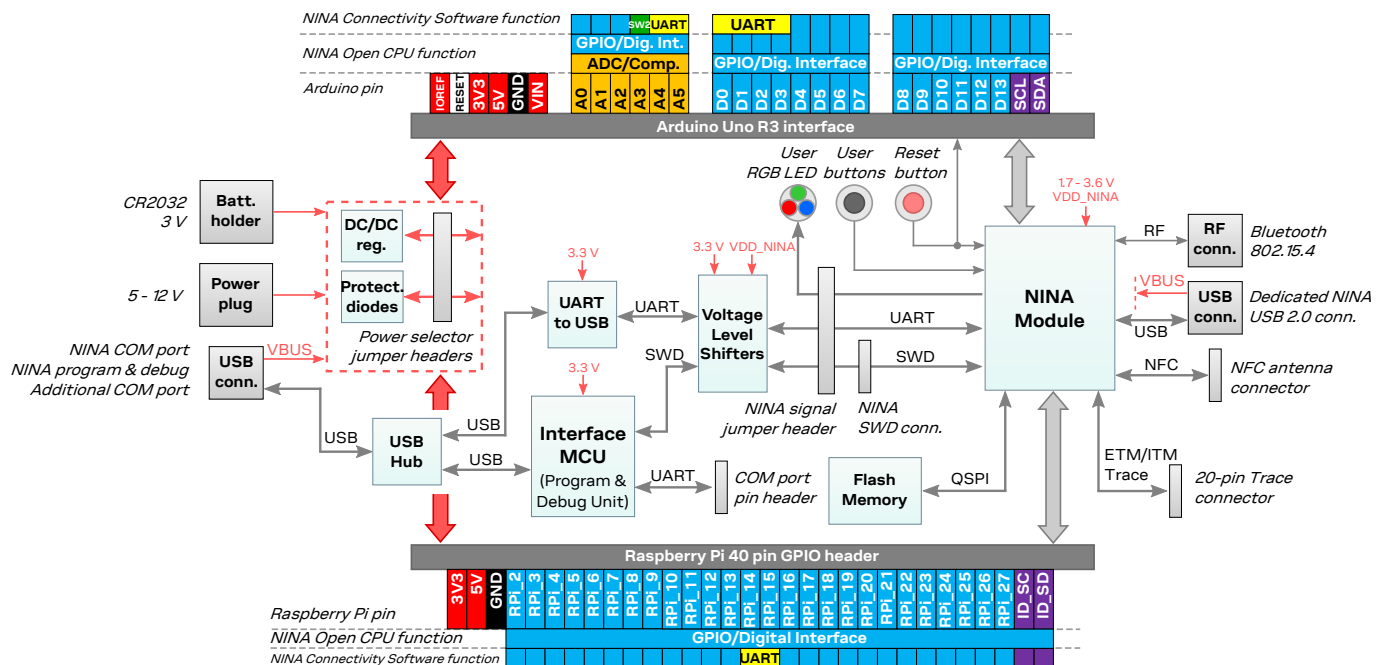 NINA Connectivity Software function
SW2 UART
UART
NINA Open CPU function
GPIO/Dig. Int.
ADC/Comp.
GPIO/Dig. Interface
GPIO/Dig. Interface
Arduino pin
IOREF RESET 3V3 5V GND VIN
A0 A1 A2 A3 A4 A5
D0 D1 D2 D3 D4 D5 D6 D7
D8 D9 D10 D11 D12 D13 SCL SDA
Arduino Uno R3 interface
User
RGB LED
User
buttons
Reset
button
1.7 - 3.6 V
VDD_NINA
CR2032
3 V
Batt.
holder
DC/DC
reg.
Protect.
diodes
5 - 12 V
Power
plug
Power selector
jumper headers
NINA COM port
NINA program & debug
Additional COM port
USB
conn.
VBUS
3.3 V
UART
to USB
UART
3.3 V VDD_NINA
Voltage
Level
Shifters
SWD
UART
SWD
NINA
Module
RF
RF
conn.
Bluetooth
802.15.4
VBUS
USB
USB
conn.
Dedicated NINA
USB 2.0 conn.
NFC
NFC antenna
connector
3.3 V
USB
USB
Hub
USB
USB
Interface
MCU
(Program &
Debug Unit)
UART
COM port
pin header
NINA signal
jumper header
NINA
SWD conn.
Flash
Memory
QSPI
ETM/ITM
Trace
20-pin Trace
connector
Raspberry Pi 40 pin GPIO header
Raspberry Pi pin
3V3 5V GND RPi_2 RPi_3 RPi_4 RPi_5 RPi_6 RPi_7 RPi_8 RPi_9 RPi_10 RPi_11 RPi_12 RPi_13 RPi_14 RPi_15 RPi_16 RPi_17 RPi_18 RPi_19 RPi_20 RPi_21 RPi_22 RPi_23 RPi_24 RPi_25 RPi_26 RPi_27 ID_SC ID_SD
NINA Open CPU function
GPIO/Digital Interface
NINA Connectivity Software function
UART